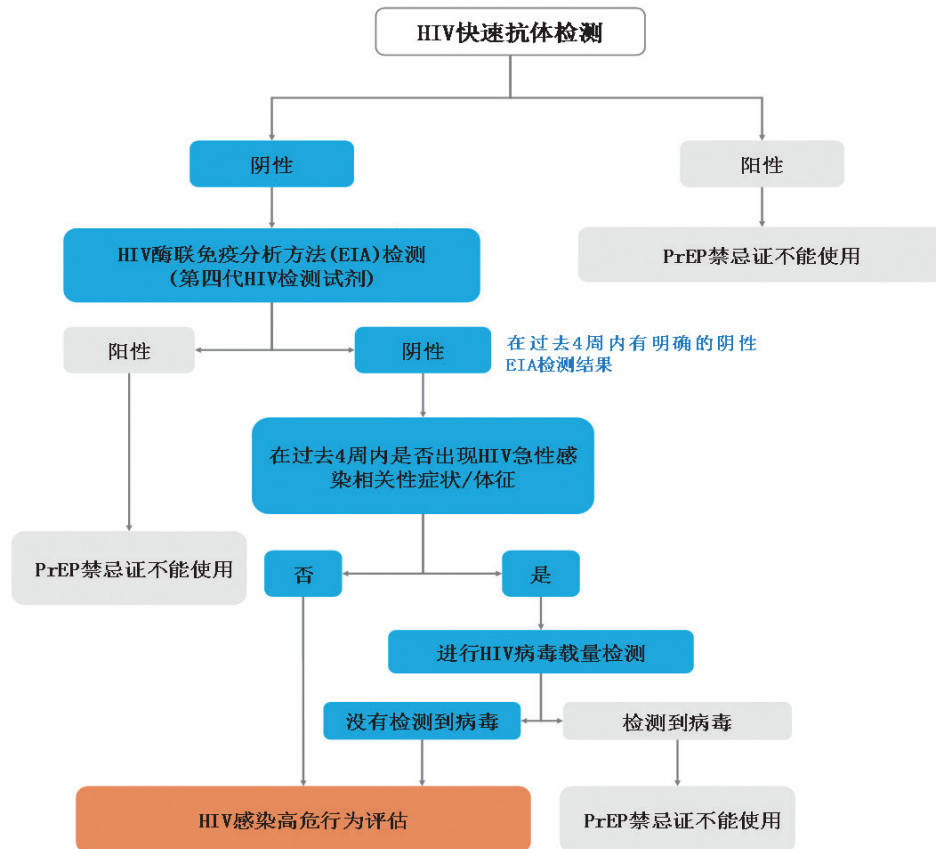 HIV快速抗体检测
阴性
阳性
HIV酶联免疫分析方法(EIA)检测
(第四代HIV检测试剂)
PrEP禁忌证不能使用
阳性
阴性
在过去4周内有明确的阴性
EIA检测结果
在过去4周内是否出现HIV急性感
染相关性症状/体征
PrEP禁忌证不能使用
否
是
进行HIV病毒载量检测
没有检测到病毒
检测到病毒
HIV感染高危行为评估
PrEP禁忌证不能使用